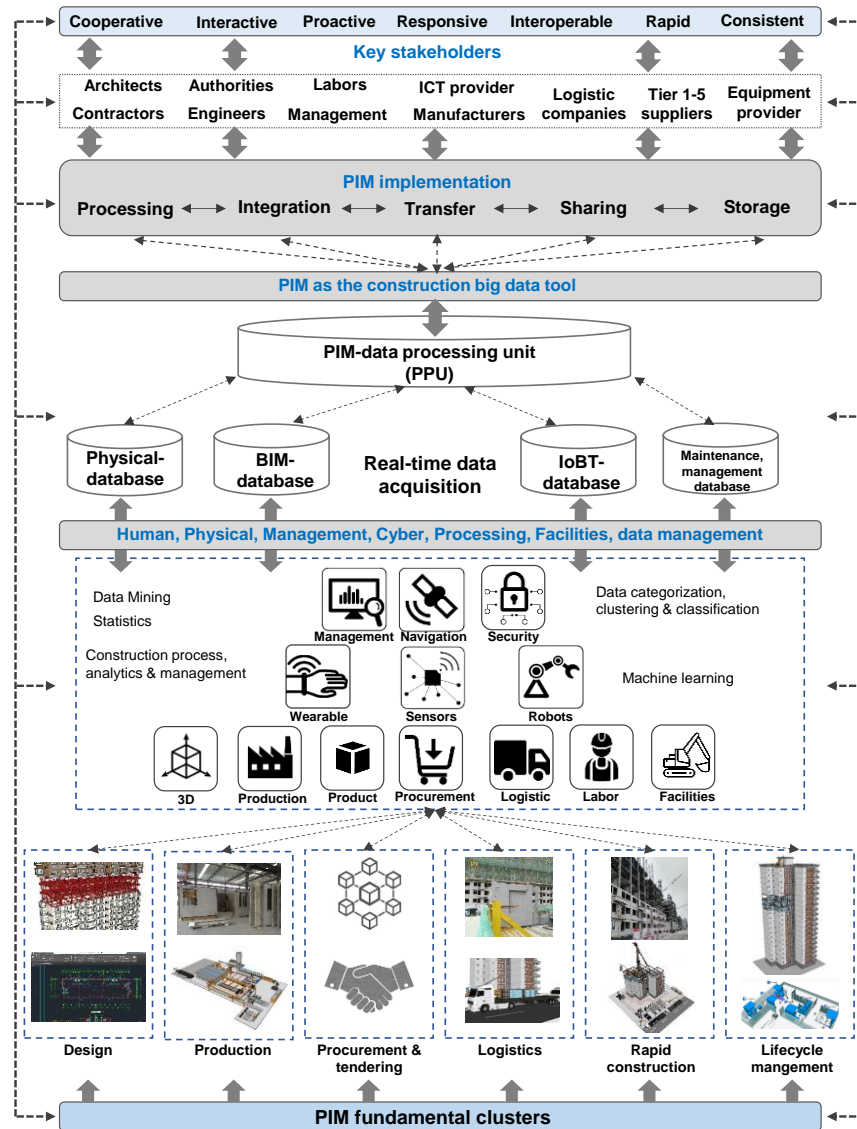 Cooperative Interactive Proactive Responsive Interoperable Rapid Consistent
Key stakeholders
Architects Authorities Labors ICT provider Logistic Tier 1-5 Equipment
Contractors Engineers Management Manufacturers companies suppliers provider
PIM implementation
Processing Integration Transfer Sharing Storage
PIM as the construction big data tool
PIM-data processing unit
(PPU)
Physical-
database
BIM-
database
Real-time data
acquisition
IoBT-
database
Maintenance,
management
database
Human, Physical, Management, Cyber, Processing, Facilities, data management
Data Mining
Statistics
Construction process,
analytics & management
Data categorization,
clustering & classification
Machine learning
Management Navigation Security
Wearable Sensors Robots
3D Production Product Procurement Logistic Labor Facilities
Design
Production
Procurement &
tendering
Logistics
Rapid
construction
Lifecycle
mangement
PIM fundamental clusters